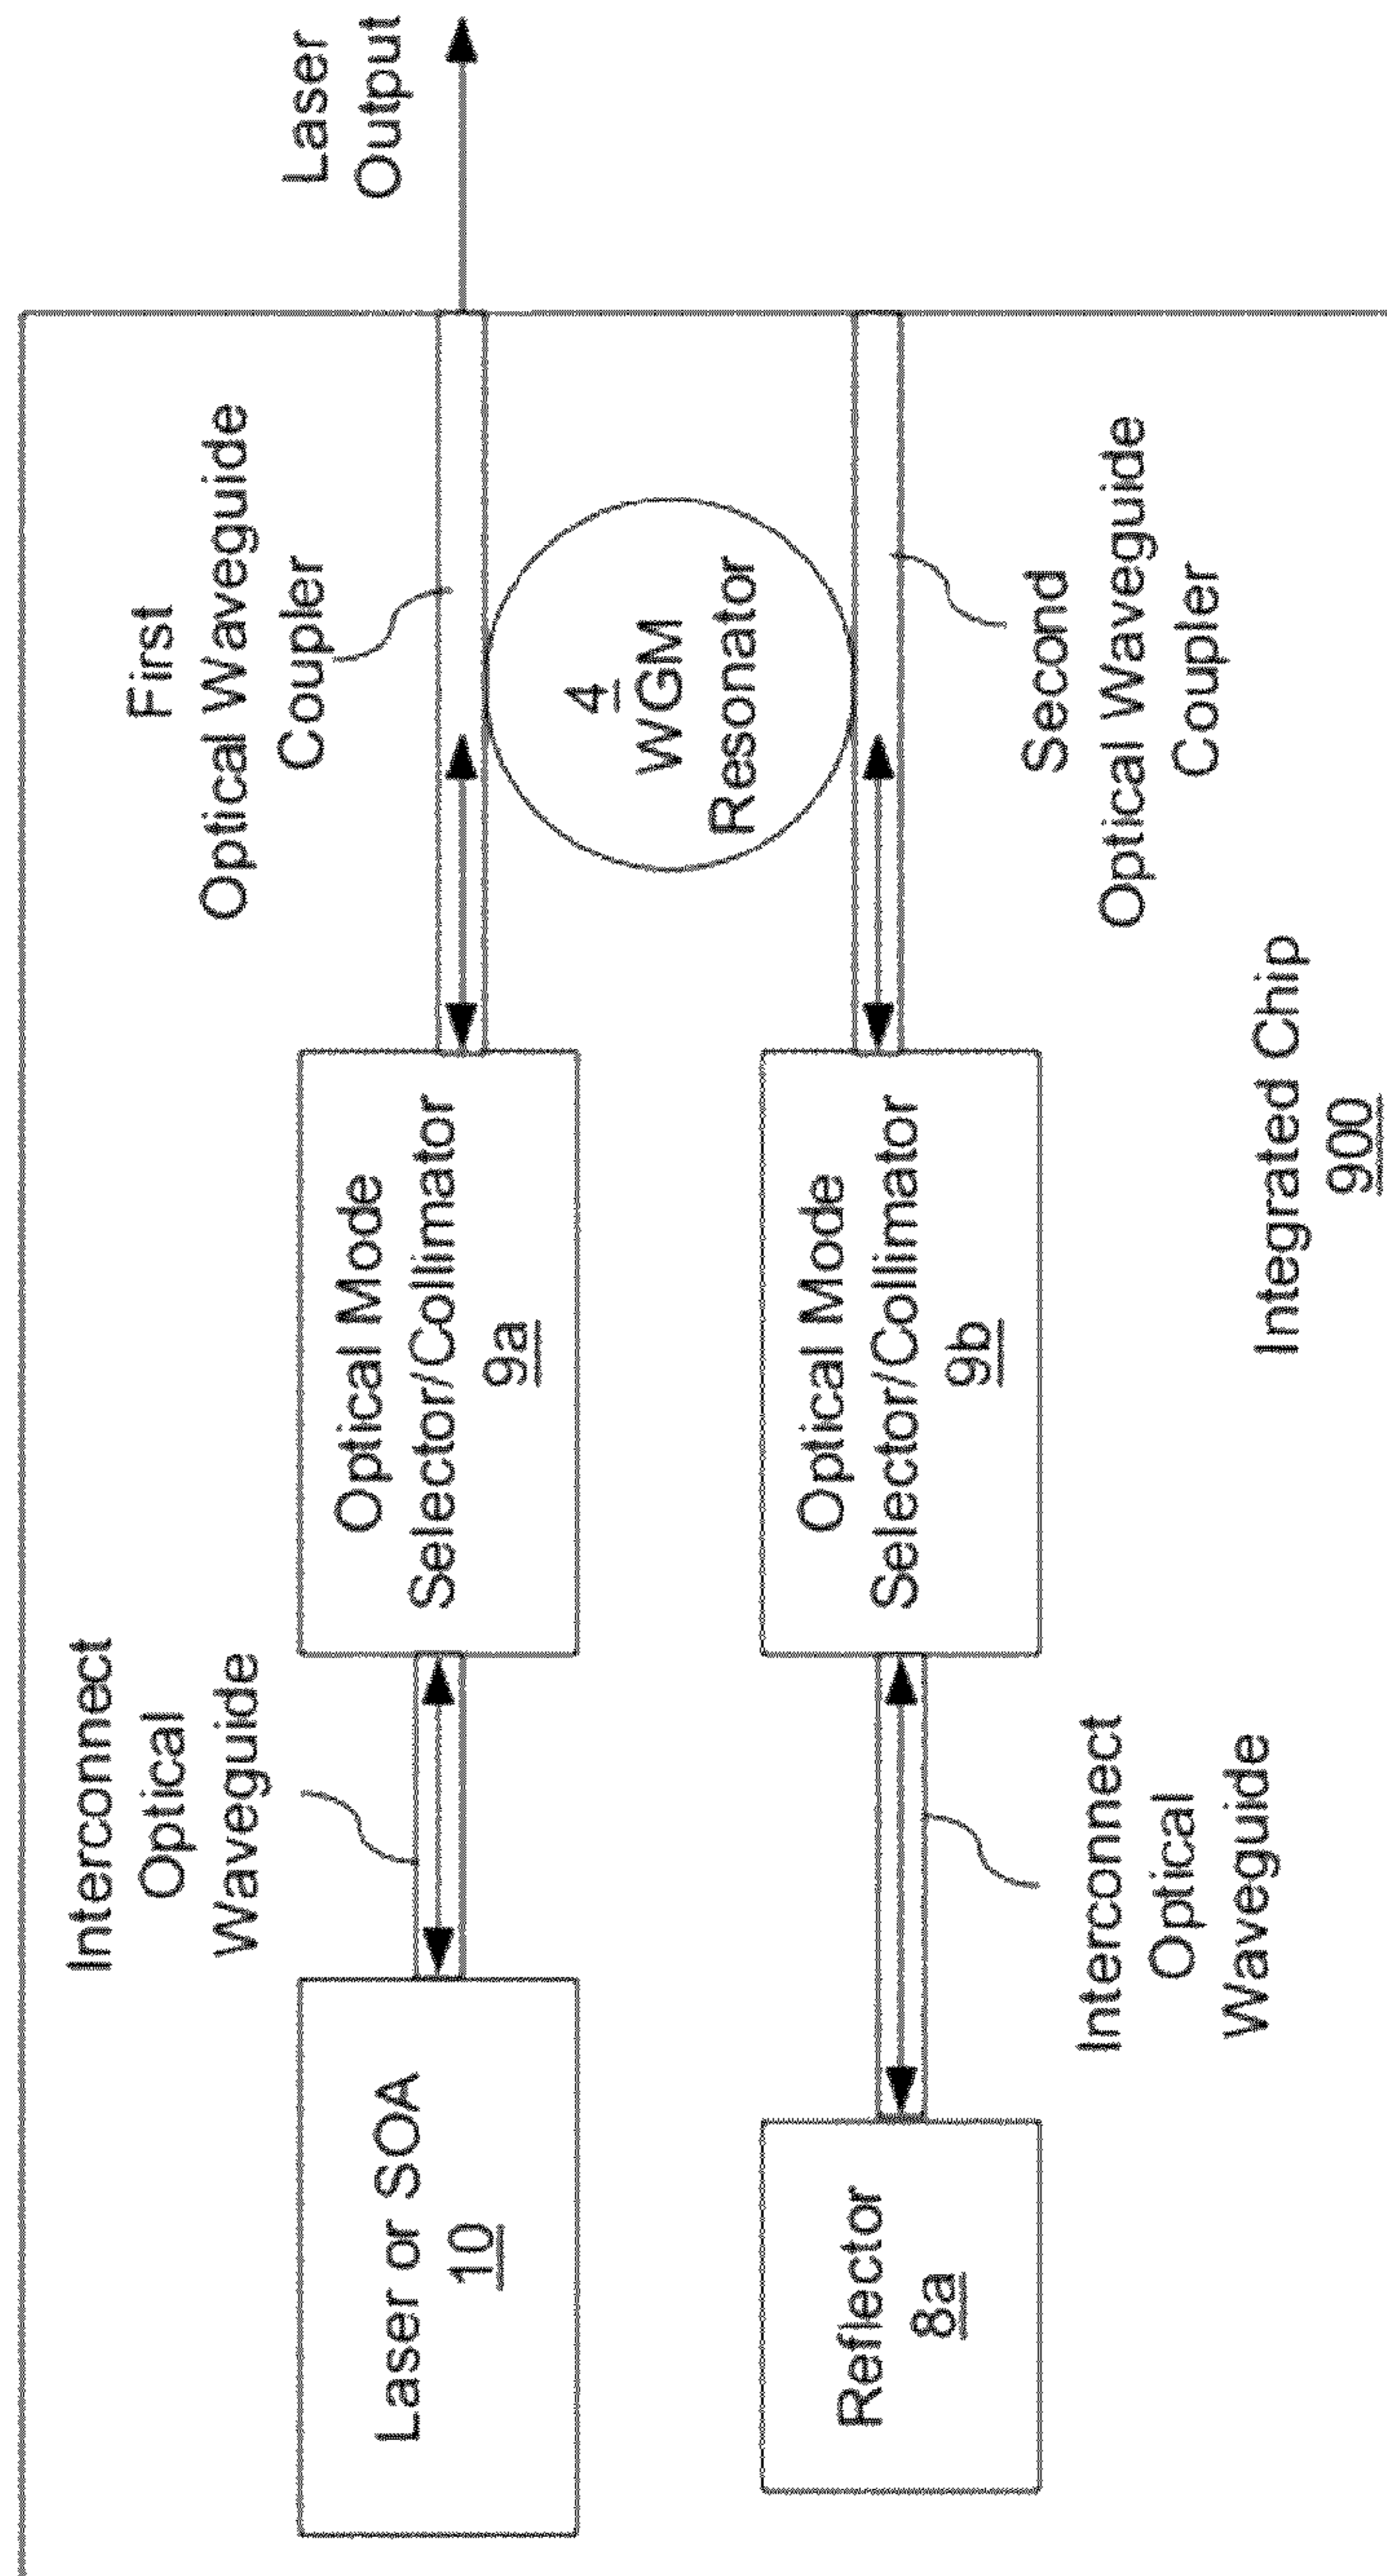 Interconnect
Optical
Waveguide
First
Optical Waveguide
Coupler
Laser
Output
Laser or SOA
10
Optical Mode
Selector/Collimator
9a
4
WGM
Resonator
Reflector
8a
Optical Mode
Selector/Collimator
9b
Interconnect
Optical
Waveguide
Second
Optical Waveguide
Coupler
Integrated Chip
900